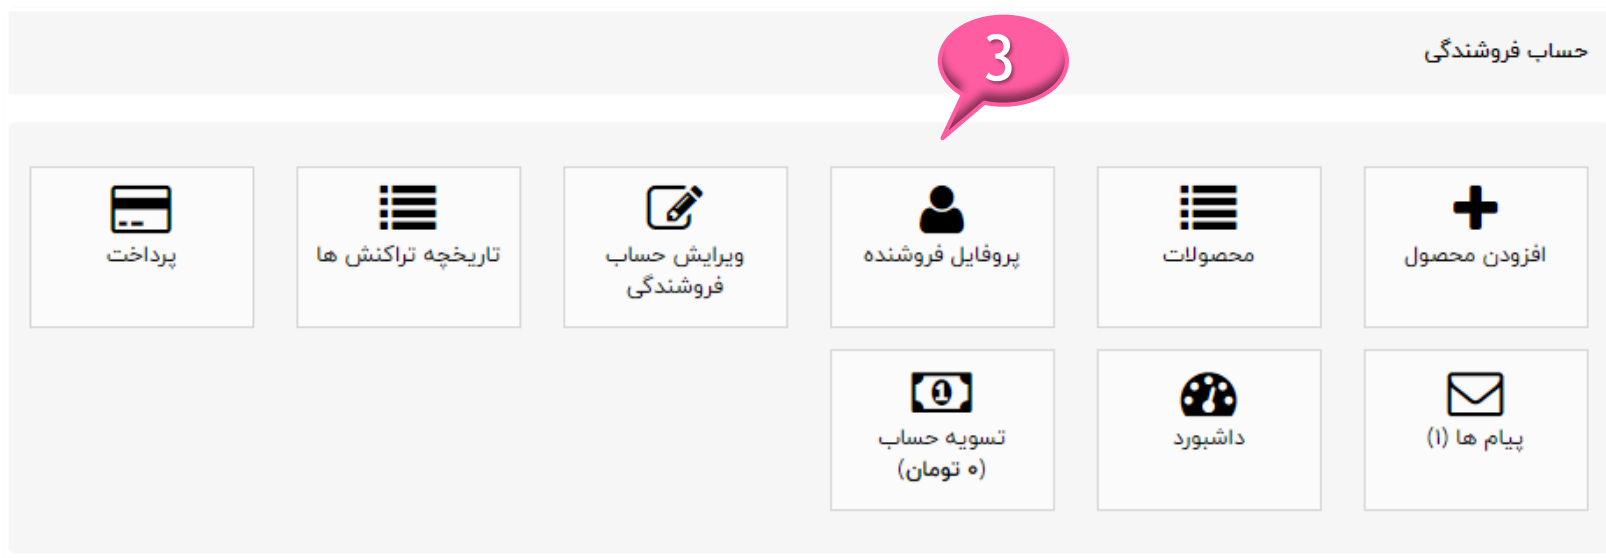 حساب فروشندگی
3
افزودن محصول
محصولات
پروفایل فروشنده
ویرایش حساب
فروشندگی
تاریخچه تراکنش ها
پرداخت
پیام ها (۱)
داشبورد
1
تسویه حساب
(۰ تومان)